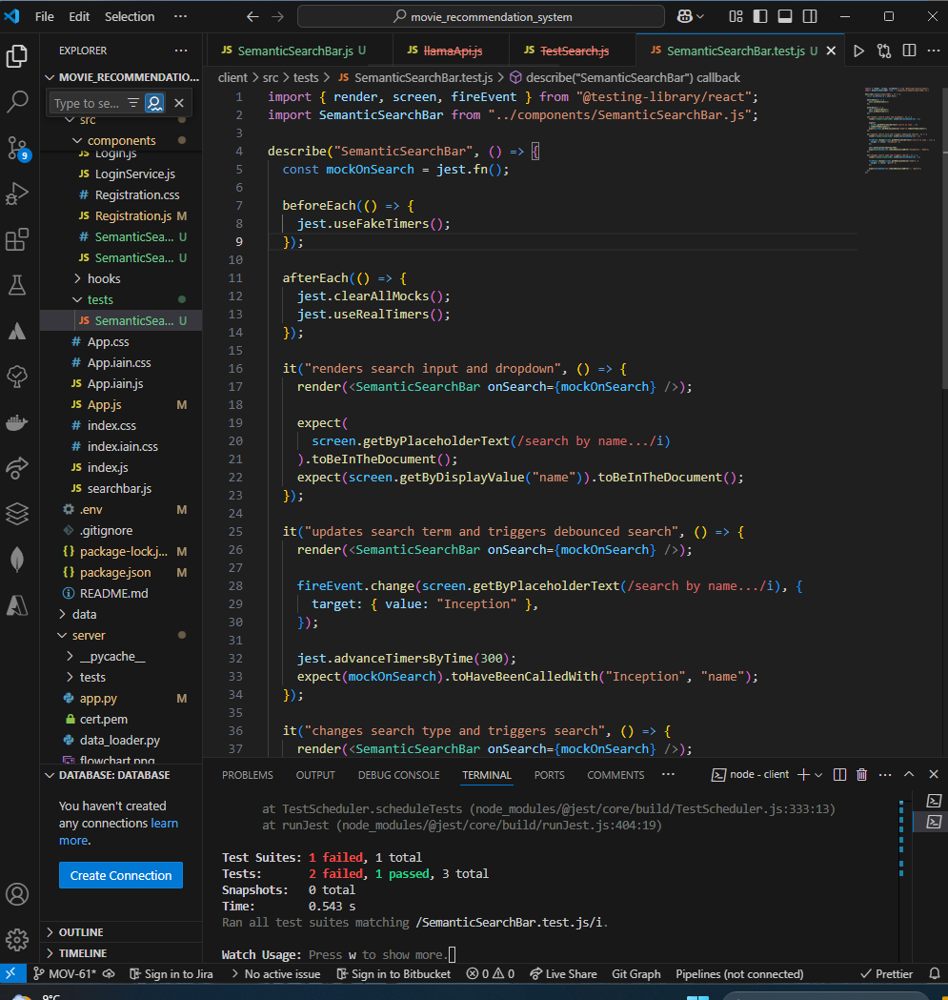 File Edit Selection ··· movie_recommendation_system
EXPLORER ···
MOVIE_RECOMMENDATIO...
Type to se...
src
components
Login.js
JS LoginService.js
# Registration.css
JS Registration.js M
# SemanticSea... U
JS SemanticSea... U
hooks
tests
JS SemanticSea... U
# App.css
# App.iain.css
JS App.iain.js
JS App.js M
# index.css
# index.iain.css
JS index.js
JS searchbar.js
.env M
.gitignore
{} package-lock.j... M
{} package.json M
README.md
data
server
__pycache__
tests
app.py M
cert.pem
data_loader.py
flowchart.png
DATABASE: DATABASE
You haven't created
any connections learn
more.
Create Connection
OUTLINE
TIMELINE
9
JS SemanticSearchBar.js U JS llamaApi.js JS TestSearch.js JS SemanticSearchBar.test.js U
client > src > tests > JS SemanticSearchBar.test.js > describe("SemanticSearchBar") callback
1 import { render, screen, fireEvent } from "@testing-library/react";
2 import SemanticSearchBar from "../components/SemanticSearchBar.js";
3
4 describe("SemanticSearchBar", () => {
5 const mockOnSearch = jest.fn();
6
7 beforeEach(() => {
8 jest.useFakeTimers();
9 });
10
11 afterEach(() => {
12 jest.clearAllMocks();
13 jest.useRealTimers();
14 });
15
16 it("renders search input and dropdown", () => {
17 render(<SemanticSearchBar onSearch={mockOnSearch} />);
18
19 expect(
20 screen.getByPlaceholderText(/search by name.../i)
21 ).toBeInTheDocument();
22 expect(screen.getByDisplayValue("name")).toBeInTheDocument();
23 });
24
25 it("updates search term and triggers debounced search", () => {
26 render(<SemanticSearchBar onSearch={mockOnSearch} />);
27
28 fireEvent.change(screen.getByPlaceholderText(/search by name.../i), {
29 target: { value: "Inception" },
30 });
31
32 jest.advanceTimersByTime(300);
33 expect(mockOnSearch).toHaveBeenCalledWith("Inception", "name");
34 });
35
36 it("changes search type and triggers search", () => {
37 render(<SemanticSearchBar onSearch={mockOnSearch} />);
PROBLEMS OUTPUT DEBUG CONSOLE TERMINAL PORTS COMMENTS ··· node - client
at TestScheduler.scheduleTests (node_modules/@jest/core/build/TestScheduler.js:333:13)
at runJest (node_modules/@jest/core/build/runJest.js:404:19)
Test Suites: 1 failed, 1 total
Tests: 2 failed, 1 passed, 3 total
Snapshots: 0 total
Time: 0.543 s
Ran all test suites matching /SemanticSearchBar.test.js/i.
Watch Usage: Press w to show more.
MOV-61* Sign in to Jira No active issue Sign in to Bitbucket 0 0 Live Share Git Graph Pipelines (not connected) Prettier
9°C